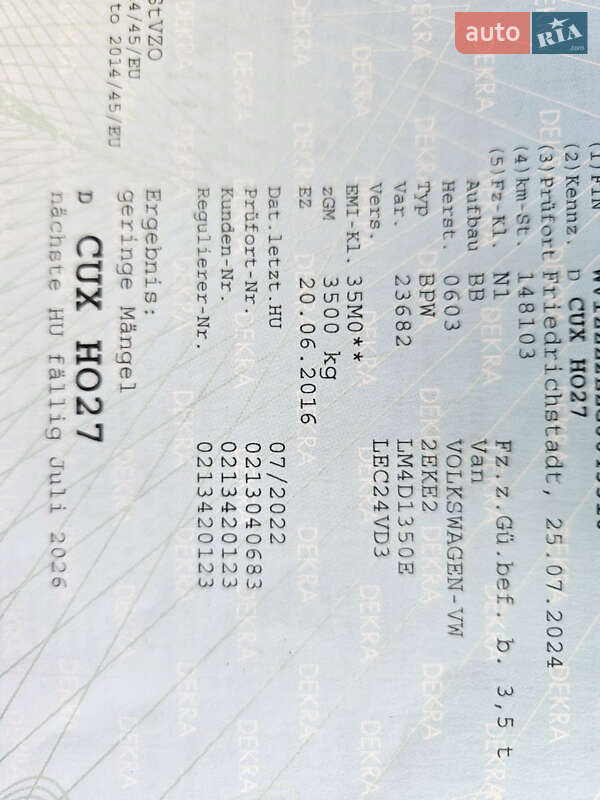 auto RIA.com
(1)FIN
(2)Kennz. D CUX HO27
(3)Prüfort Friedrichstadt, 25.07.2024
(4)km-St. 148103
(5)Fz.-Kl. N1 Fz.z.Gü.bef. b. 3,5 t
Aufbau BB Van
Herst. 0603 VOLKSWAGEN-VW
Typ BPW 2EKE2
Var. 23682 LM4D1350E
Vers. LEC24VD3
EMI-Kl. 35M0**
zGM 3500 kg
EZ 20.06.2016
Dat.letzt.HU 07/2022
Prüfort-Nr. 0213040683
Kunden-Nr. 0213420123
Regulierer-Nr. 0213420123
StVZO
4/45/EU
to 2014/45/EU
Ergebnis:
geringe Mängel
D CUX HO27
nächste HU fällig Juli 2026